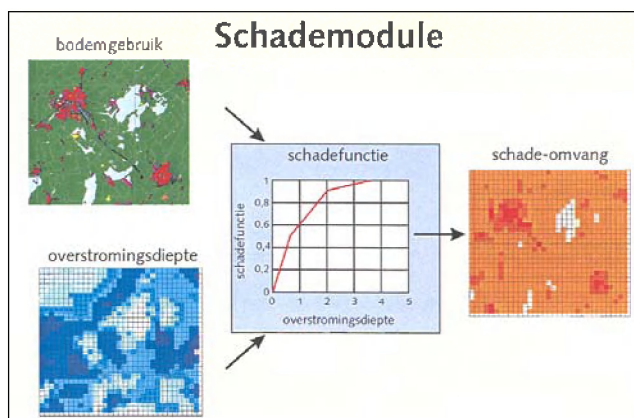 Schademodule
bodemgebruik
overstromingsdiepte
schadefunctie
schadefunctie
1
0,8
0,6
0,4
0,2
0
0 1 2 3 4 5
overstromingsdiepte
schade-omvang